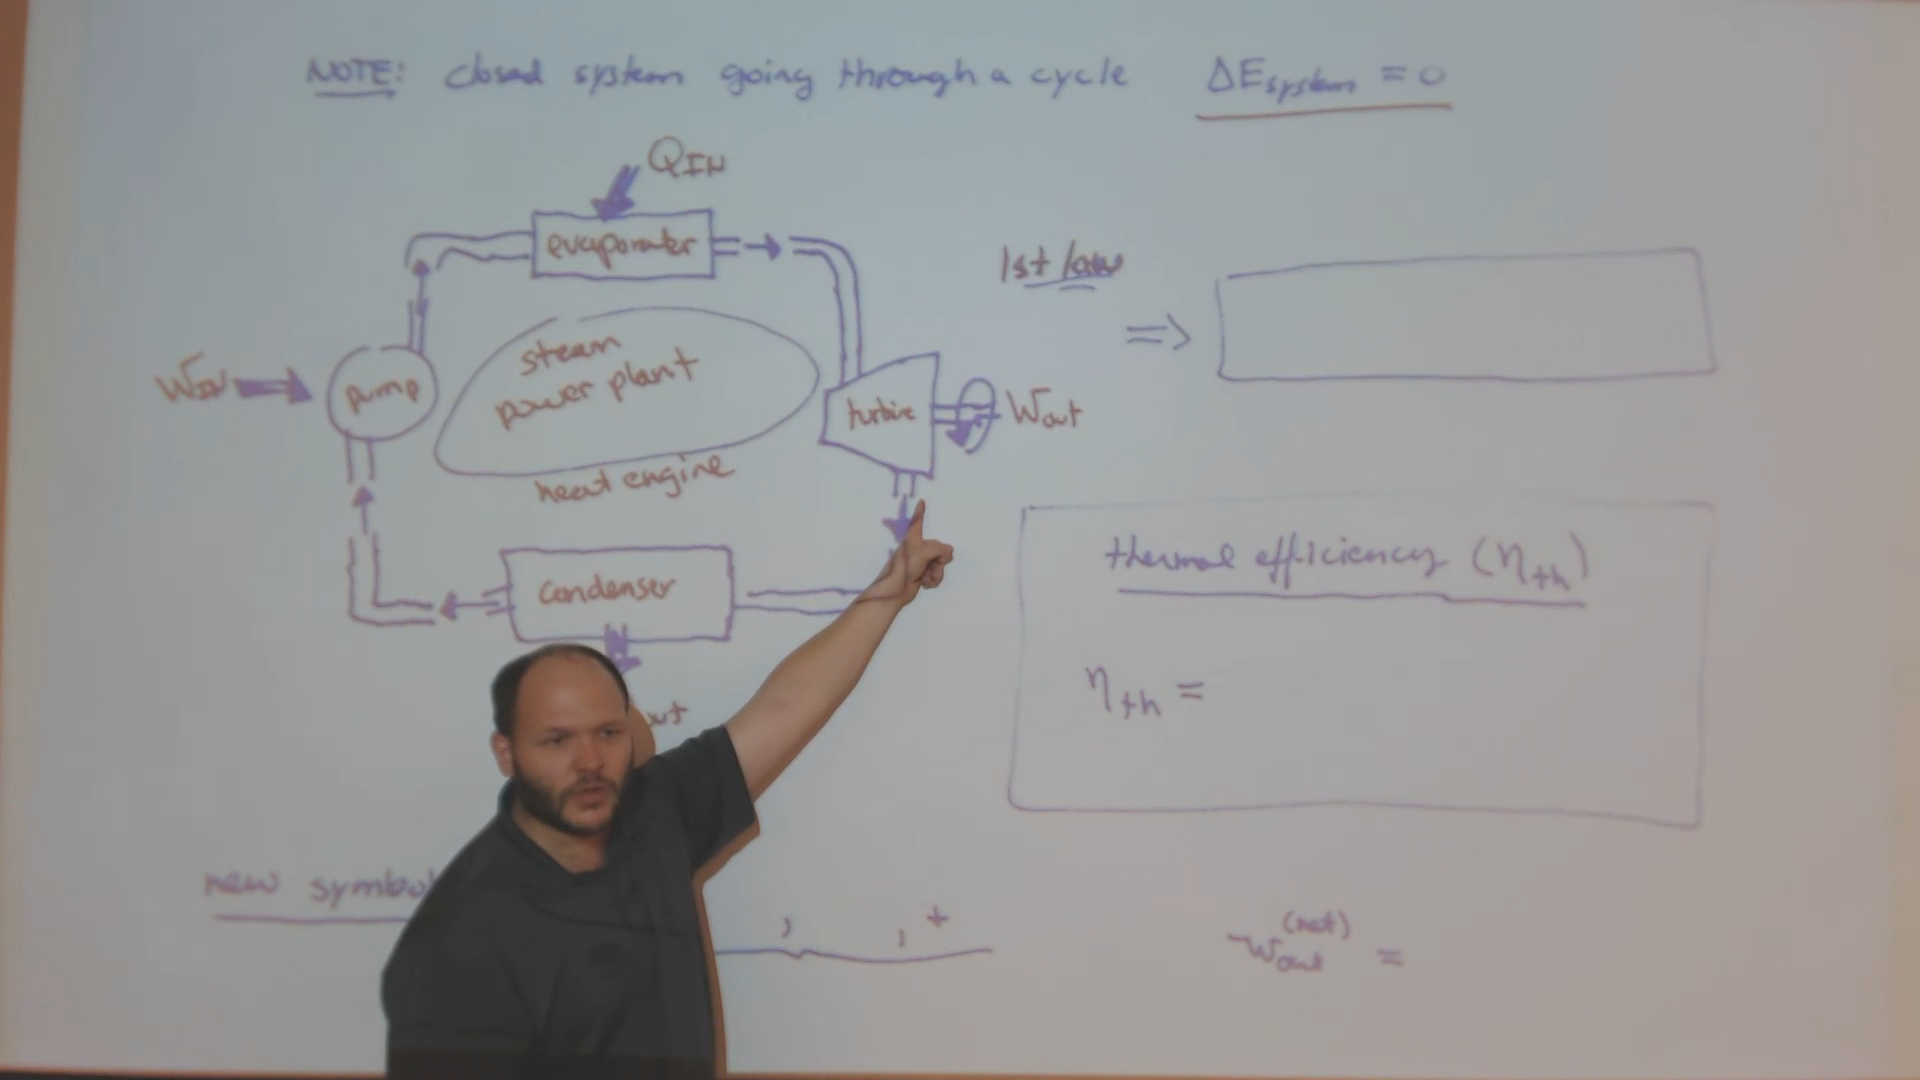 NOTE: closed system going through a cycle ΔEsystem = 0
QIN
evaporator
1st law
=>
steam
power plant
WIN
pump
turbine
Wout
heat engine
condenser
thermal efficiency (ηth)
ηth =
new symbol
, , +
Wout (net) =